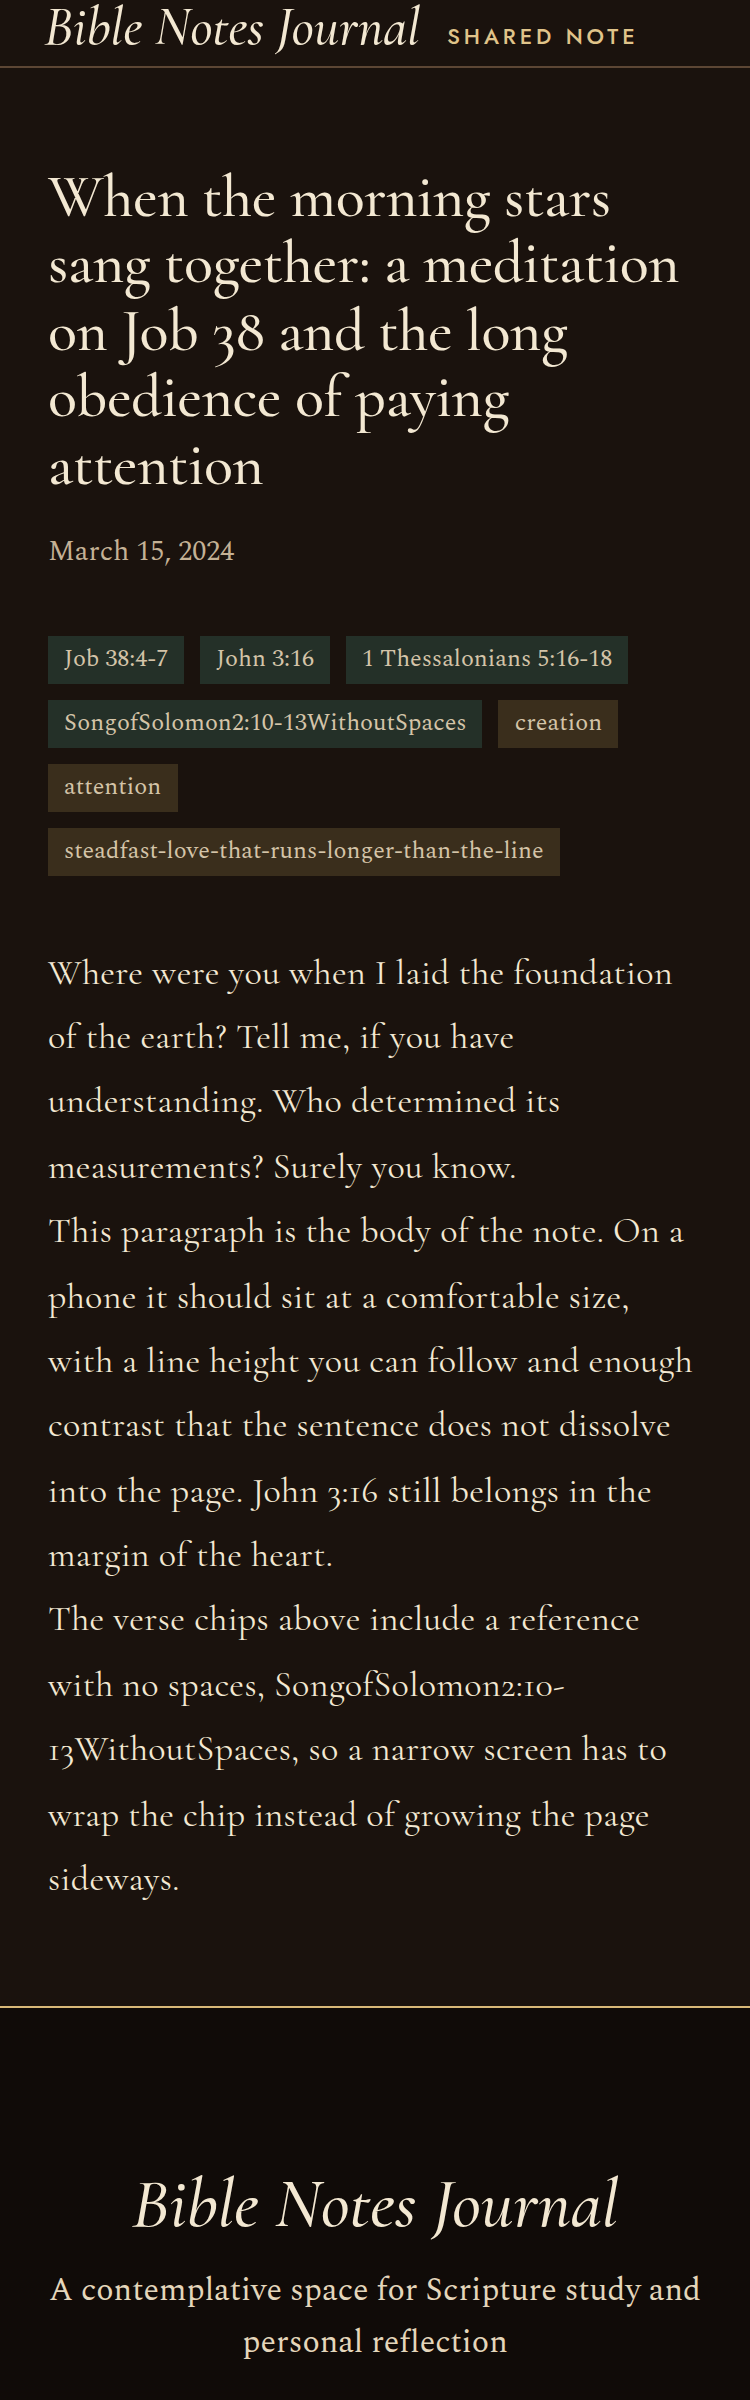 Bible Notes Journal SHARED NOTE
When the morning stars
sang together: a meditation
on Job 38 and the long
obedience of paying
attention
March 15, 2024
Job 38:4-7 John 3:16 1 Thessalonians 5:16-18
SongofSolomon2:10-13WithoutSpaces creation
attention
steadfast-love-that-runs-longer-than-the-line
Where were you when I laid the foundation
of the earth? Tell me, if you have
understanding. Who determined its
measurements? Surely you know.
This paragraph is the body of the note. On a
phone it should sit at a comfortable size,
with a line height you can follow and enough
contrast that the sentence does not dissolve
into the page. John 3:16 still belongs in the
margin of the heart.
The verse chips above include a reference
with no spaces, SongofSolomon2:10-
13WithoutSpaces, so a narrow screen has to
wrap the chip instead of growing the page
sideways.
Bible Notes Journal
A contemplative space for Scripture study and
personal reflection